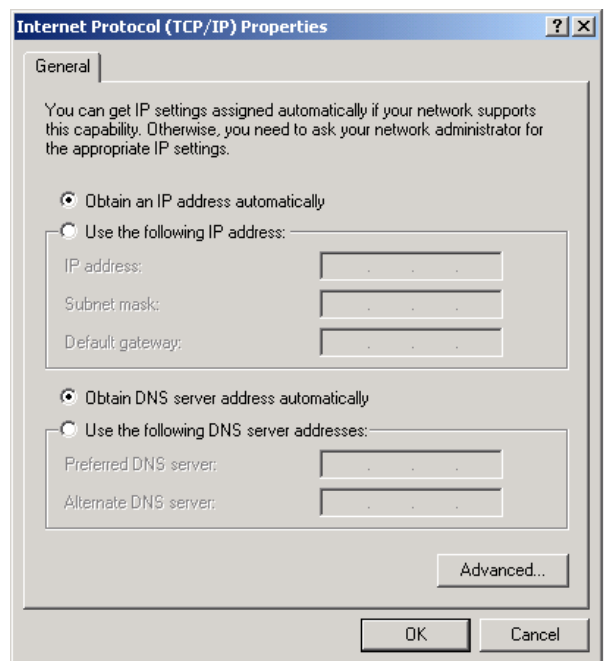 Internet Protocol (TCP/IP) Properties
General
You can get IP settings assigned automatically if your network supports
this capability. Otherwise, you need to ask your network administrator for
the appropriate IP settings.
Obtain an IP address automatically
Use the following IP address:
IP address:
Subnet mask:
Default gateway:
Obtain DNS server address automatically
Use the following DNS server addresses:
Preferred DNS server:
Alternate DNS server:
Advanced...
OK Cancel